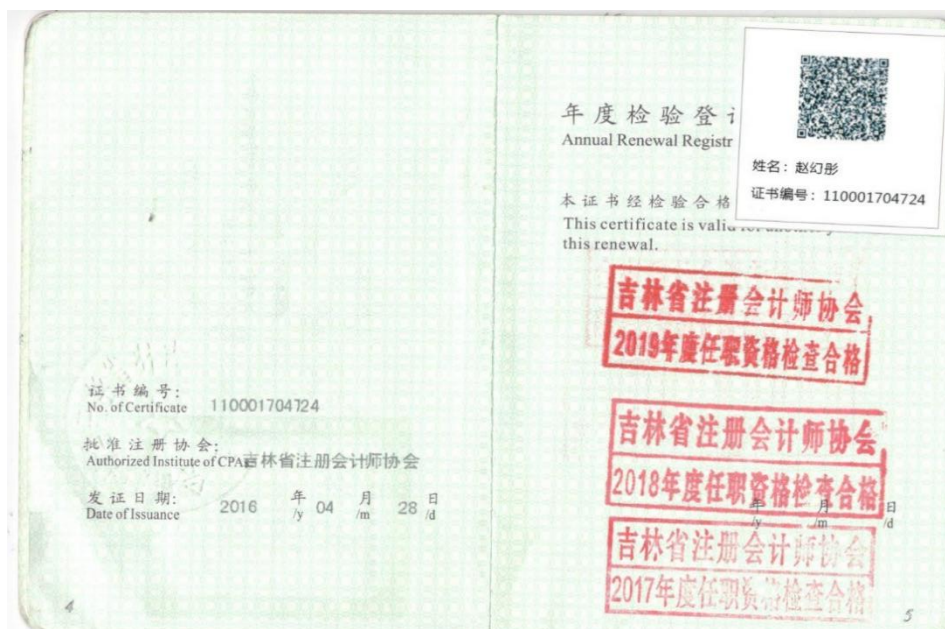 证书编号:
No. of Certificate 110001704724
批准注册协会:
Authorized Institute of CPAs 吉林省注册会计师协会
发证日期: 2016 年 04 月 28 日
Date of Issuance /y /m /d
4
年度检验登
Annual Renewal Registr
本证书经检验合格
This certificate is valid for another
this renewal.
姓名: 赵幻彤
证书编号: 110001704724
吉林省注册会计师协会
2019年度任职资格检查合格
吉林省注册会计师协会
2018年度任职资格检查合格
年 月 日
/y /m /d
吉林省注册会计师协会
2017年度任职资格检查合格
5